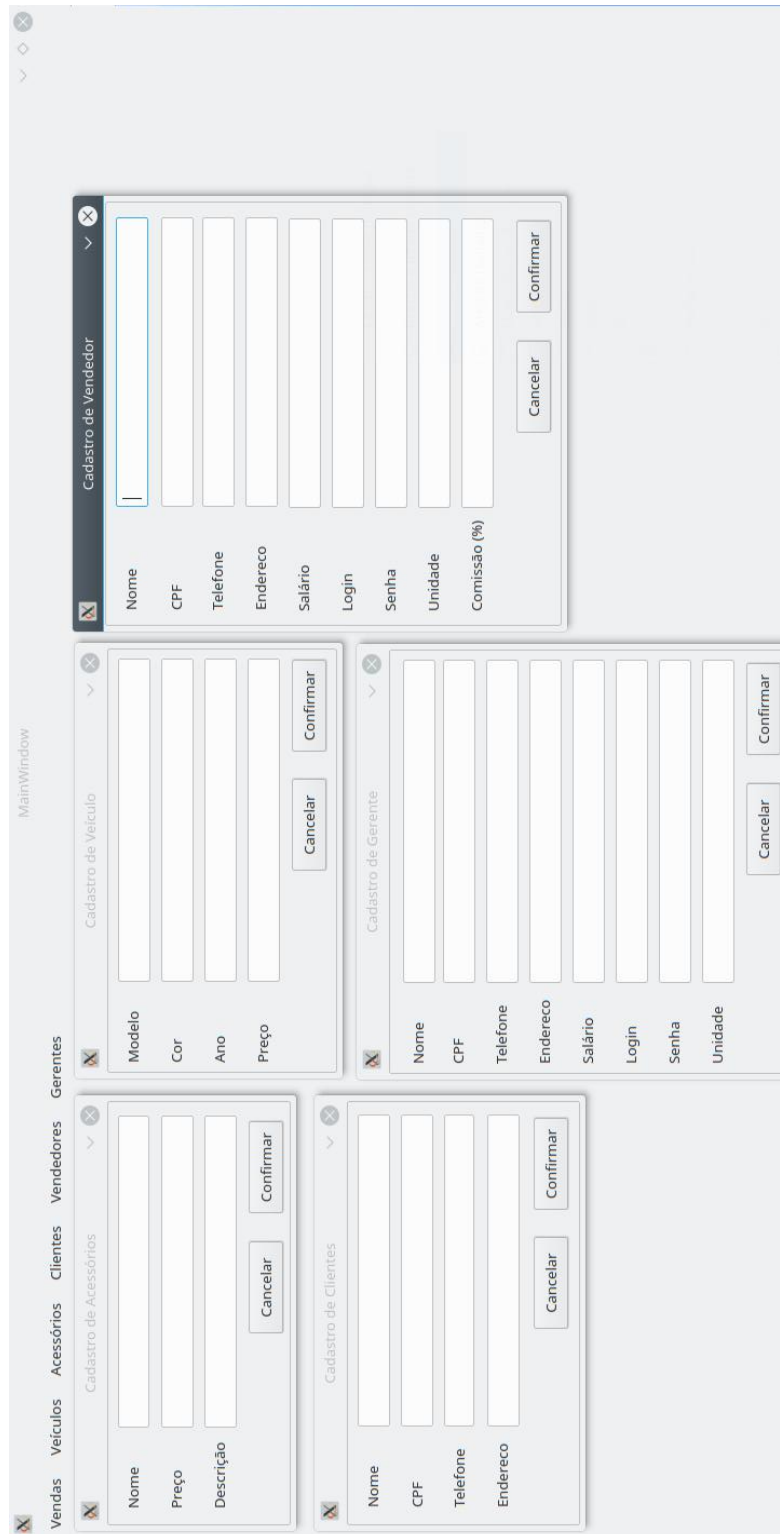 MainWindow
Vendas Veículos Acessórios Clientes Vendedores Gerentes
Cadastro de Acessórios
Nome
Preço
Descrição
Cancelar Confirmar
Cadastro de Clientes
Nome
CPF
Telefone
Endereco
Cancelar Confirmar
Cadastro de Veiculo
Modelo
Cor
Ano
Preço
Cancelar Confirmar
Cadastro de Gerente
Nome
CPF
Telefone
Endereco
Salário
Login
Senha
Unidade
Cancelar Confirmar
Cadastro de Vendedor
Nome
CPF
Telefone
Endereco
Salário
Login
Senha
Unidade
Comissão (%)
Cancelar Confirmar